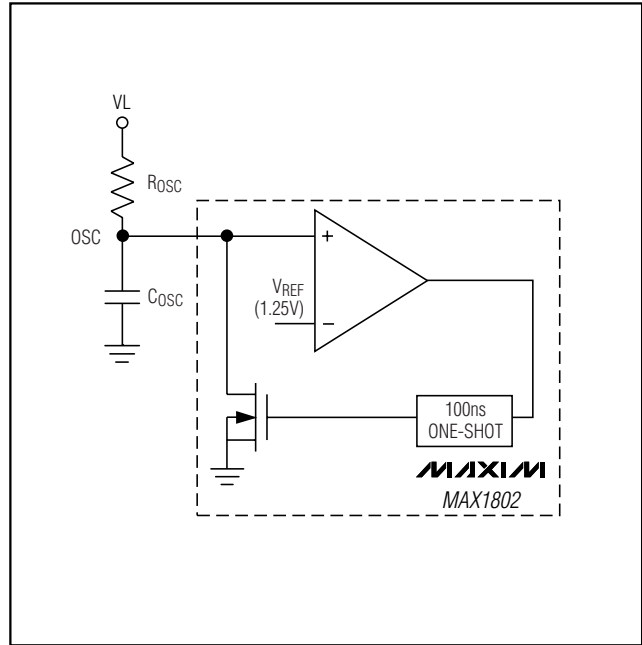 VL
ROSC
OSC
COSC
+
VREF
(1.25V)
−
100ns
ONE-SHOT
MAXIM
MAX1802